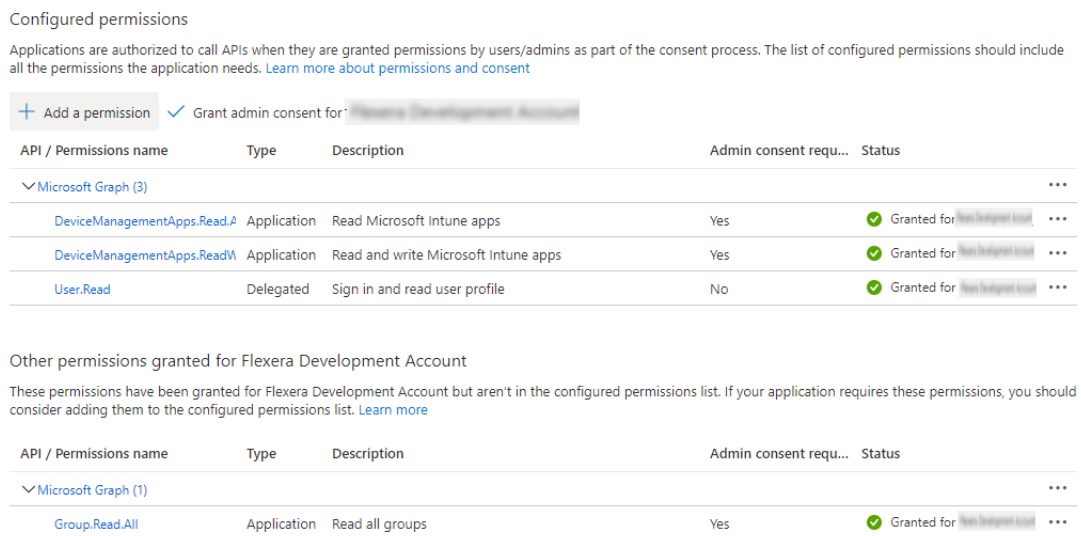 Configured permissions
Applications are authorized to call APIs when they are granted permissions by users/admins as part of the consent process. The list of configured permissions should include
all the permissions the application needs. Learn more about permissions and consent
+ Add a permission ✓ Grant admin consent for
API / Permissions name Type Description Admin consent requ... Status
Microsoft Graph (3) ...
DeviceManagementApps.Read.A Application Read Microsoft Intune apps Yes Granted for ...
DeviceManagementApps.ReadW Application Read and write Microsoft Intune apps Yes Granted for ...
User.Read Delegated Sign in and read user profile No Granted for ...
Other permissions granted for Flexera Development Account
These permissions have been granted for Flexera Development Account but aren't in the configured permissions list. If your application requires these permissions, you should
consider adding them to the configured permissions list. Learn more
API / Permissions name Type Description Admin consent requ... Status
Microsoft Graph (1) ...
Group.Read.All Application Read all groups Yes Granted for ...